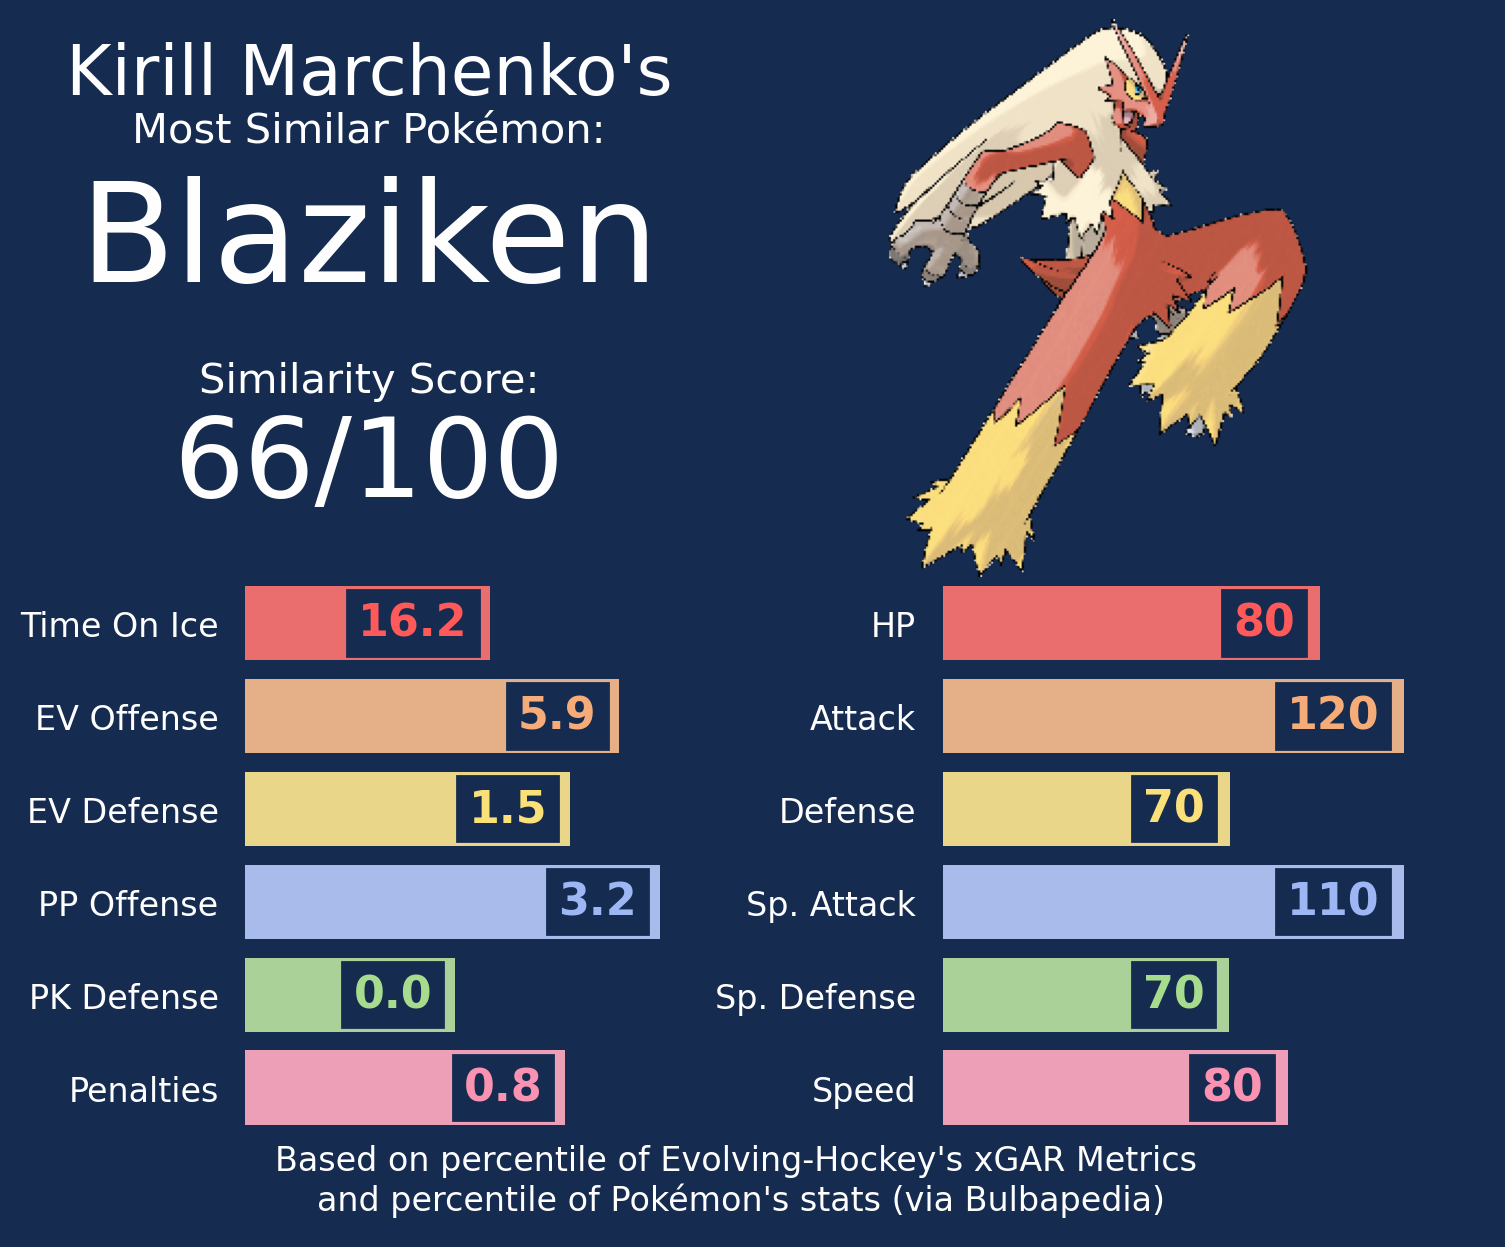 Kirill Marchenko's
Most Similar Pokémon:
Blaziken
Similarity Score:
66/100
Time On Ice 16.2
EV Offense 5.9
EV Defense 1.5
PP Offense 3.2
PK Defense 0.0
Penalties 0.8
HP 80
Attack 120
Defense 70
Sp. Attack 110
Sp. Defense 70
Speed 80
Based on percentile of Evolving-Hockey's xGAR Metrics
and percentile of Pokémon's stats (via Bulbapedia)